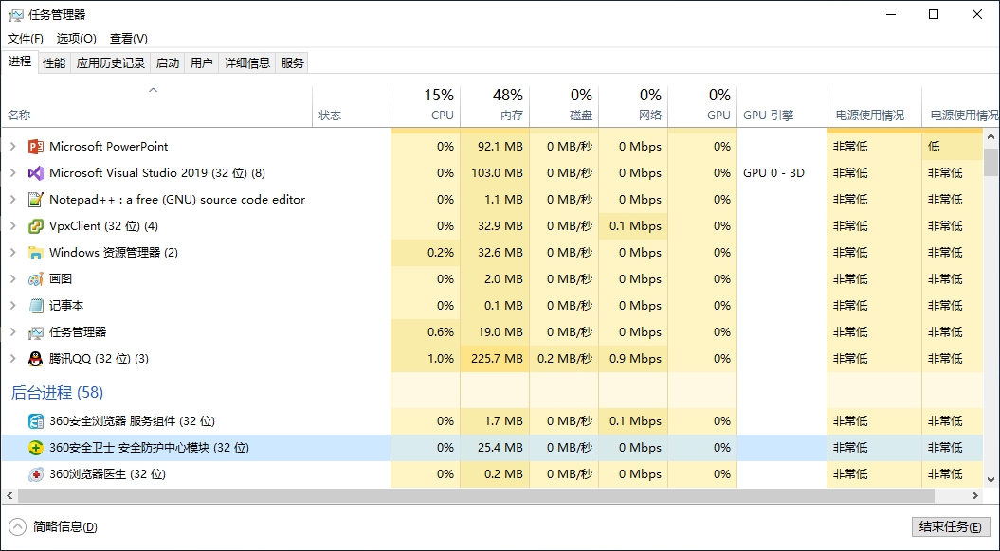 任务管理器
文件(F) 选项(O) 查看(V)
进程 性能 应用历史记录 启动 用户 详细信息 服务
15% 48% 0% 0% 0%
名称 状态 CPU 内存 磁盘 网络 GPU GPU 引擎 电源使用情况 电源使用情况
Microsoft PowerPoint 0% 92.1 MB 0 MB/秒 0 Mbps 0% 非常低 低
Microsoft Visual Studio 2019 (32 位) (8) 0% 103.0 MB 0 MB/秒 0 Mbps 0% GPU 0 - 3D 非常低 非常低
Notepad++ : a free (GNU) source code editor 0% 1.1 MB 0 MB/秒 0 Mbps 0% 非常低 非常低
VpxClient (32 位) (4) 0% 32.9 MB 0 MB/秒 0.1 Mbps 0% 非常低 非常低
Windows 资源管理器 (2) 0.2% 32.6 MB 0 MB/秒 0 Mbps 0% 非常低 非常低
画图 0% 2.0 MB 0 MB/秒 0 Mbps 0% 非常低 非常低
记事本 0% 0.1 MB 0 MB/秒 0 Mbps 0% 非常低 非常低
任务管理器 0.6% 19.0 MB 0 MB/秒 0 Mbps 0% 非常低 非常低
腾讯QQ (32 位) (3) 1.0% 225.7 MB 0.2 MB/秒 0.9 Mbps 0% 非常低 非常低
后台进程 (58)
360安全浏览器 服务组件 (32 位) 0% 1.7 MB 0 MB/秒 0.1 Mbps 0% 非常低 非常低
360安全卫士 安全防护中心模块 (32 位) 0% 25.4 MB 0 MB/秒 0 Mbps 0% 非常低 非常低
360浏览器医生 (32 位) 0% 0.2 MB 0 MB/秒 0 Mbps 0% 非常低 非常低
简略信息(D) 结束任务(E)